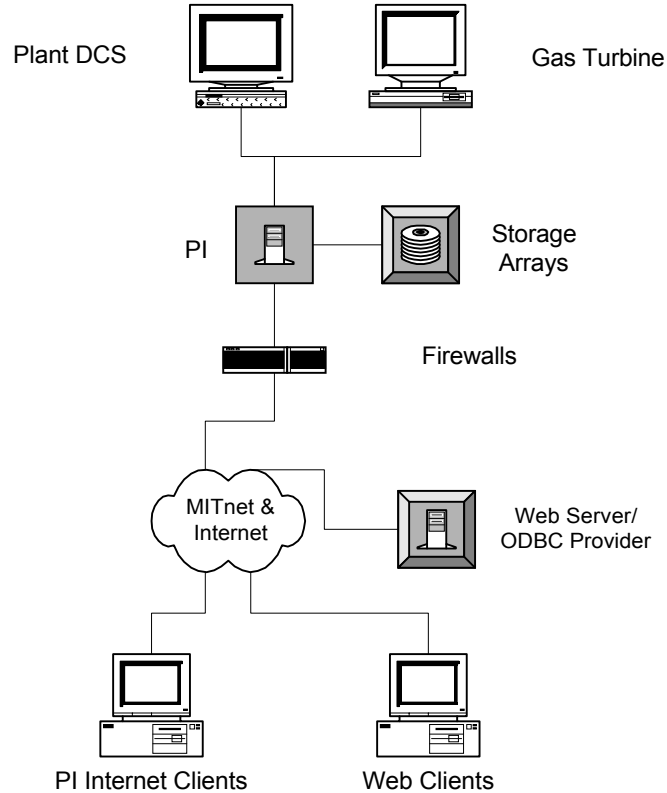 Plant DCS
Gas Turbine
PI
Storage
Arrays
Firewalls
MITnet &
Internet
Web Server/
ODBC Provider
PI Internet Clients
Web Clients